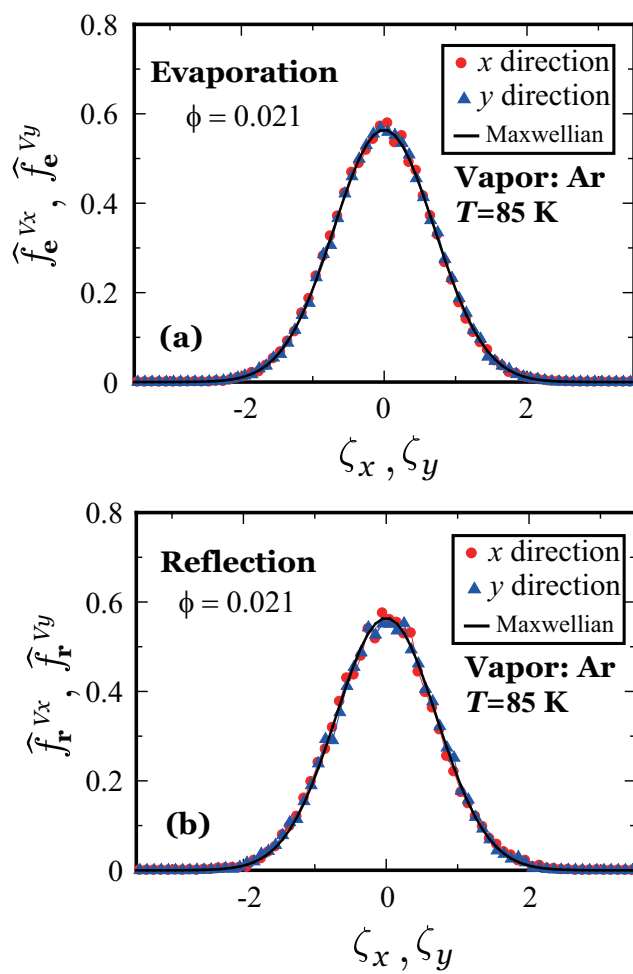 0.8
0.6
0.4
0.2
0
Evaporation
ϕ = 0.021
x direction
y direction
Maxwellian
Vapor: Ar
T=85 K
(a)
-2 0 2
ζx , ζy
f̂e Vx , f̂e Vy
0.8
0.6
0.4
0.2
0
Reflection
ϕ = 0.021
x direction
y direction
Maxwellian
Vapor: Ar
T=85 K
(b)
-2 0 2
ζx , ζy
f̂r Vx , f̂r Vy